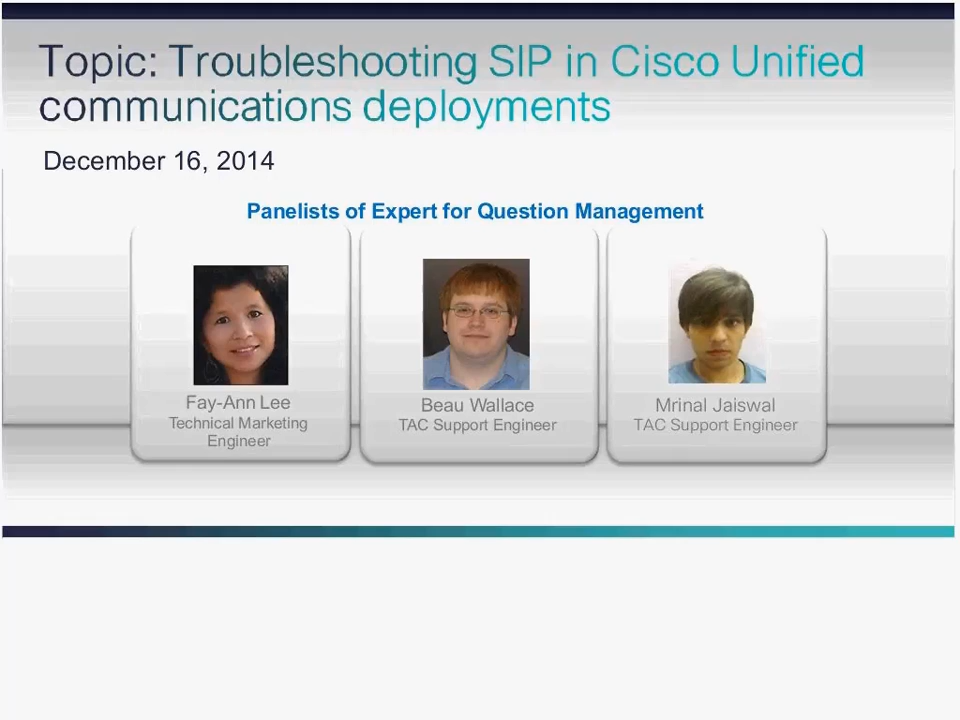 Topic: Troubleshooting SIP in Cisco Unified
communications deployments
December 16, 2014
Panelists of Expert for Question Management
Fay-Ann Lee
Technical Marketing
Engineer
Beau Wallace
TAC Support Engineer
Mrinal Jaiswal
TAC Support Engineer